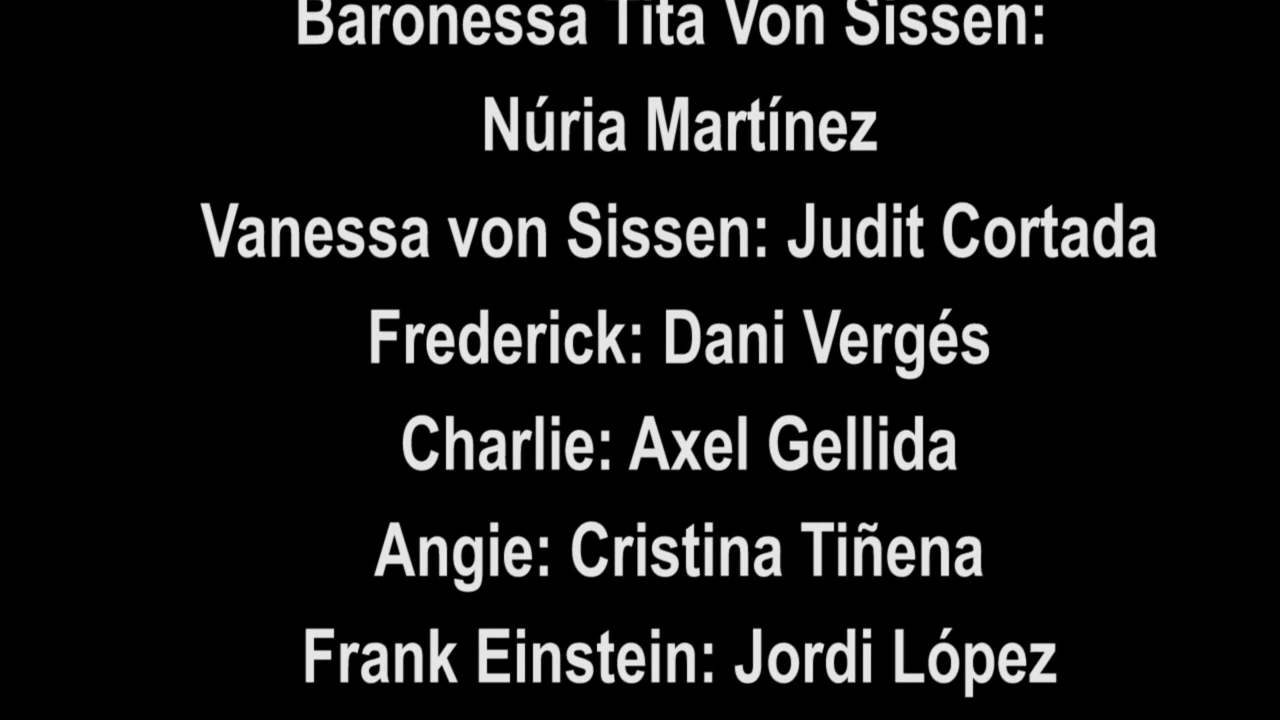 Baronessa Tita Von Sissen:
Núria Martínez
Vanessa von Sissen: Judit Cortada
Frederick: Dani Vergés
Charlie: Axel Gellida
Angie: Cristina Tiñena
Frank Einstein: Jordi López